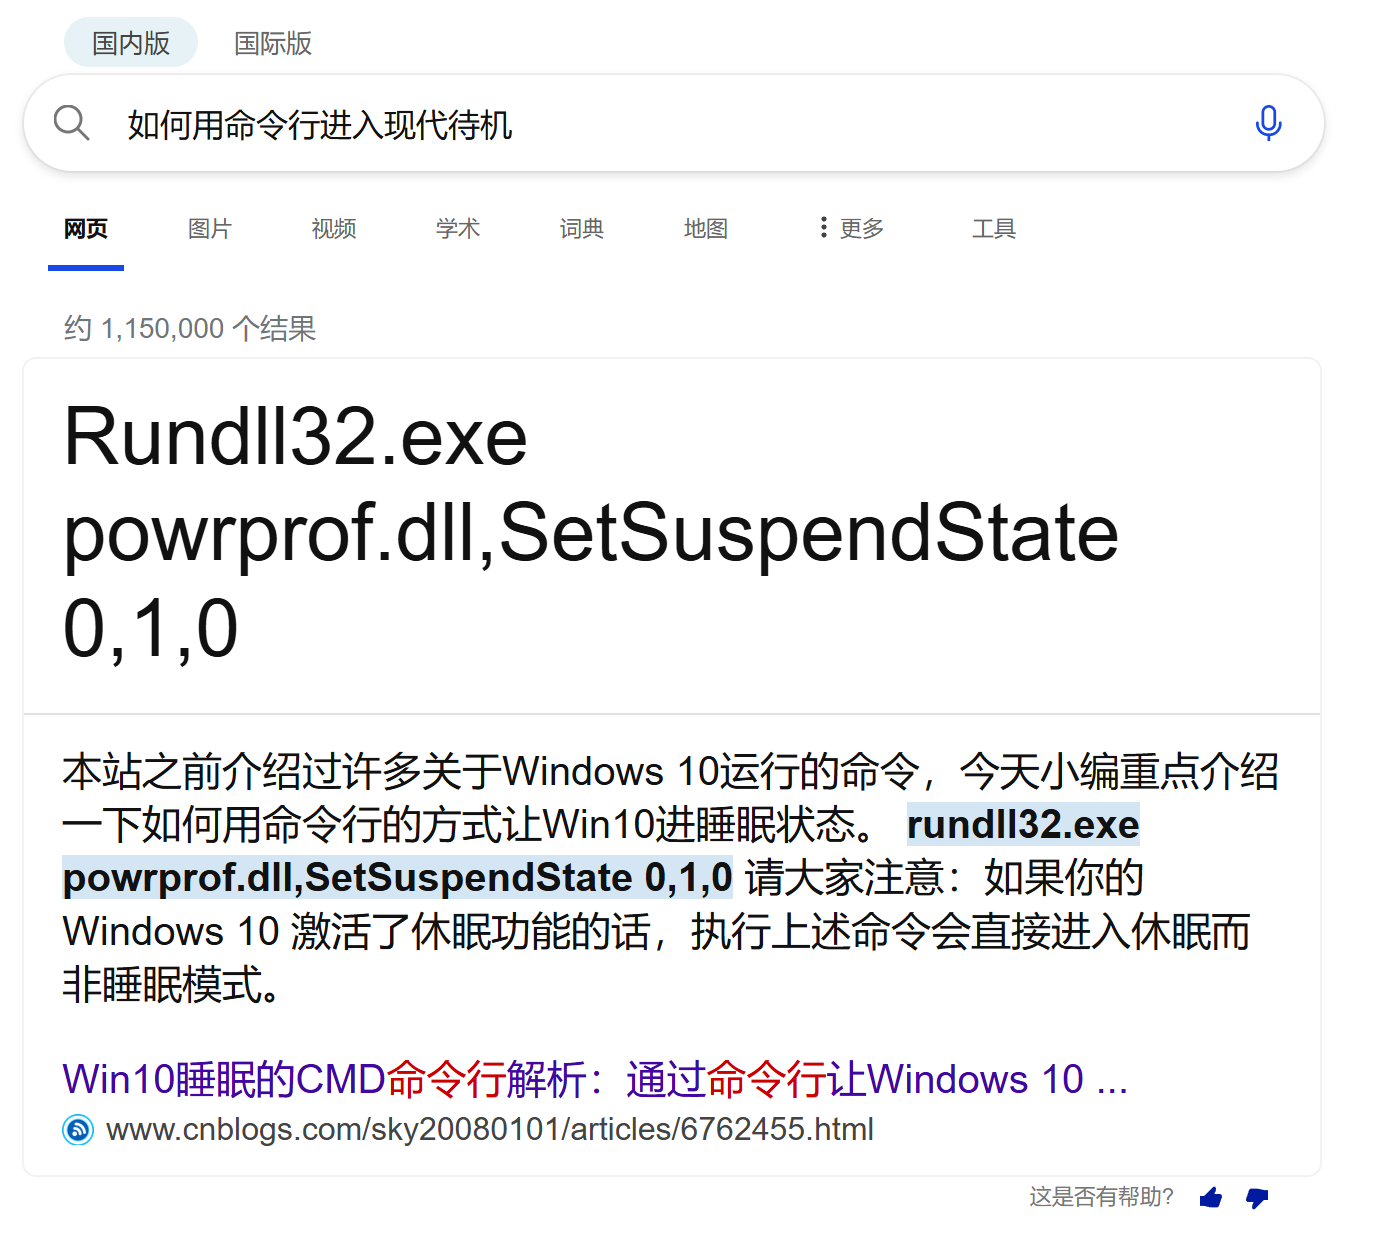 国内版 国际版
如何用命令行进入现代待机
网页 图片 视频 学术 词典 地图 更多 工具
约 1,150,000 个结果
Rundll32.exe
powrprof.dll,SetSuspendState
0,1,0
本站之前介绍过许多关于Windows 10运行的命令，今天小编重点介绍
一下如何用命令行的方式让Win10进睡眠状态。 rundll32.exe
powrprof.dll,SetSuspendState 0,1,0 请大家注意：如果你的
Windows 10 激活了休眠功能的话，执行上述命令会直接进入休眠而
非睡眠模式。
Win10睡眠的CMD命令行解析：通过命令行让Windows 10 ...
www.cnblogs.com/sky20080101/articles/6762455.html
这是否有帮助?